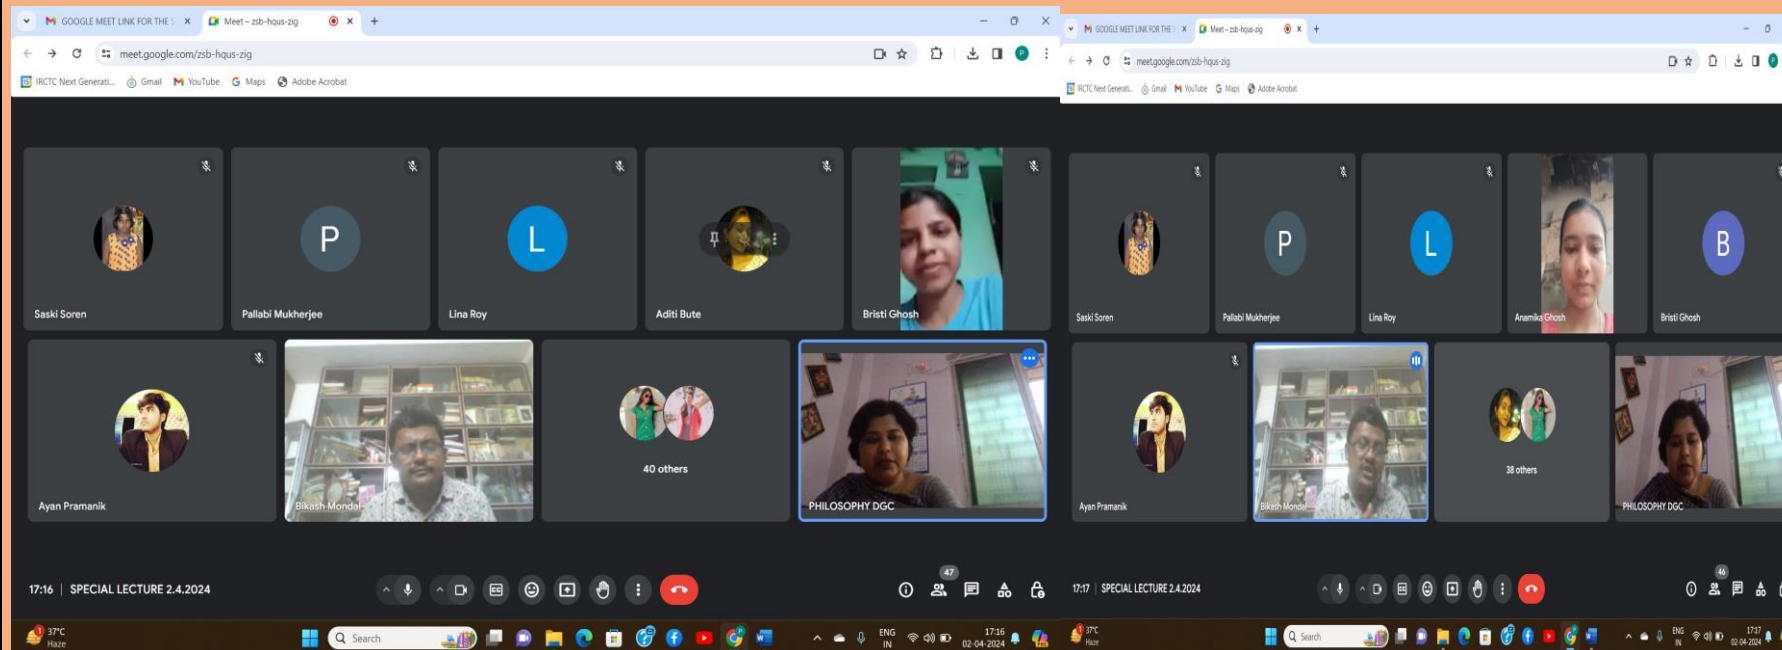 GOOGLE MEET LINK FOR THE S
Meet – zsb-hqus-zig
meet.google.com/zsb-hqus-zig
IRCTC Next Generati... Gmail YouTube Maps Adobe Acrobat
P L
Saski Soren Pallabi Mukherjee Lina Roy Aditi Bute Bristi Ghosh
40 others
Ayan Pramanik Bikash Mondal PHILOSOPHY DGC
17:16 | SPECIAL LECTURE 2.4.2024
CC
47
1 37°C
Haze
Search
ENG
IN
17:16
02-04-2024
GOOGLE MEET LINK FOR THE
Meet – zsb-hqus-zig
meet.google.com/zsb-hqus-zig
IRCTC Next Generati... Gmail YouTube Maps Adobe Acrobat
P L B
Saski Soren Pallabi Mukherjee Lina Roy Anamika Ghosh Bristi Ghosh
38 others
Ayan Pramanik Bikash Mondal PHILOSOPHY DGC
17:17 | SPECIAL LECTURE 2.4.2024
46
37°C
Haze
Search
ENG
IN
17:17
02-04-2024